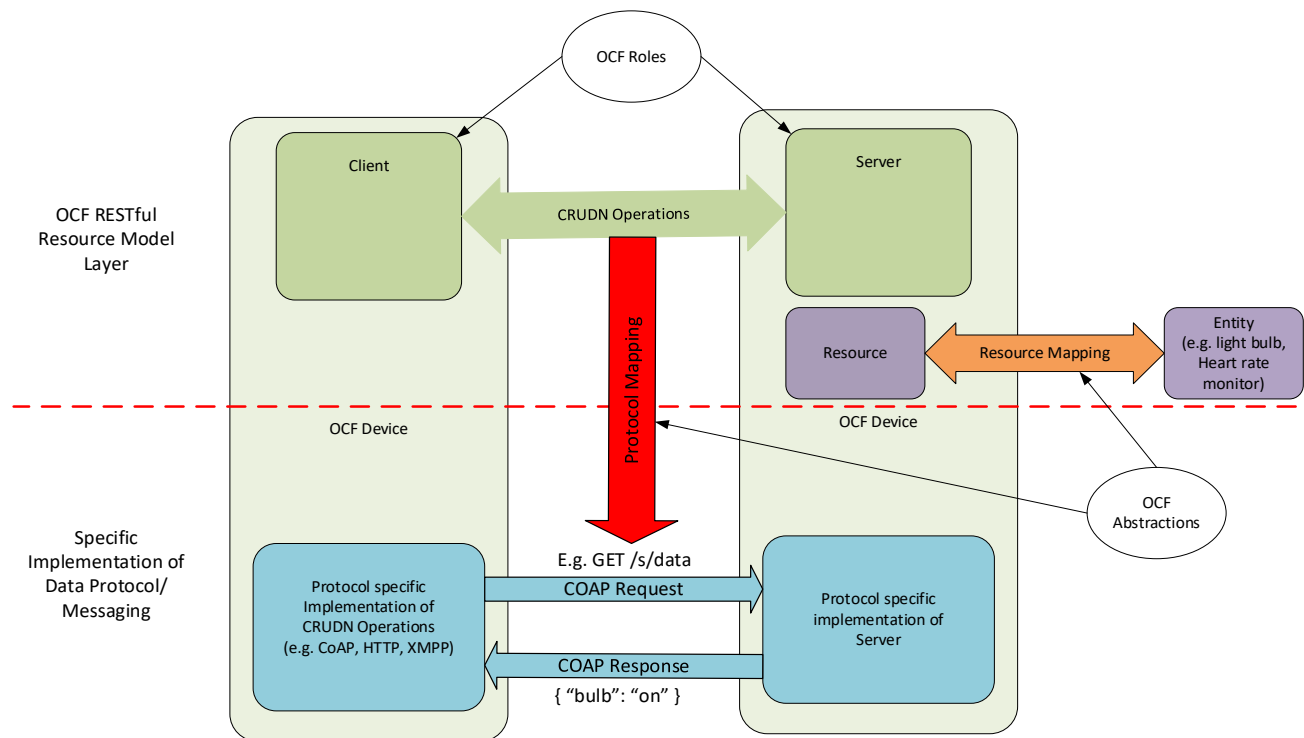 OCF Roles
Client
Server
OCF RESTful
Resource Model
Layer
CRUDN Operations
Protocol Mapping
Resource
Resource Mapping
Entity
(e.g. light bulb,
Heart rate
monitor)
OCF Device
OCF Device
OCF
Abstractions
Specific
Implementation of
Data Protocol/
Messaging
E.g. GET /s/data
COAP Request
Protocol specific
Implementation of
CRUDN Operations
(e.g. CoAP, HTTP, XMPP)
Protocol specific
implementation of
Server
COAP Response
{ “bulb”: “on” }